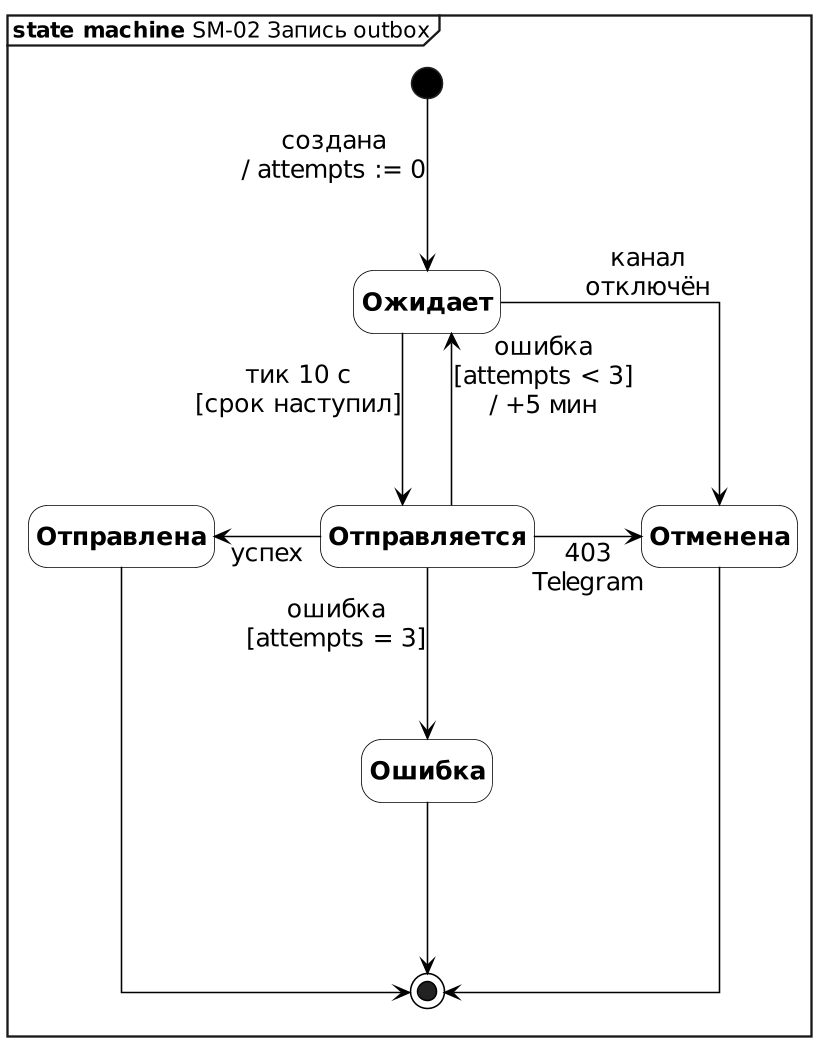 state machine SM-02 Запись outbox
создана
/ attempts := 0
канал
отключён
Ожидает
ошибка
[attempts < 3]
/ +5 мин
тик 10 с
[срок наступил]
Отправлена
Отправляется
Отменена
успех
403
Telegram
ошибка
[attempts = 3]
Ошибка